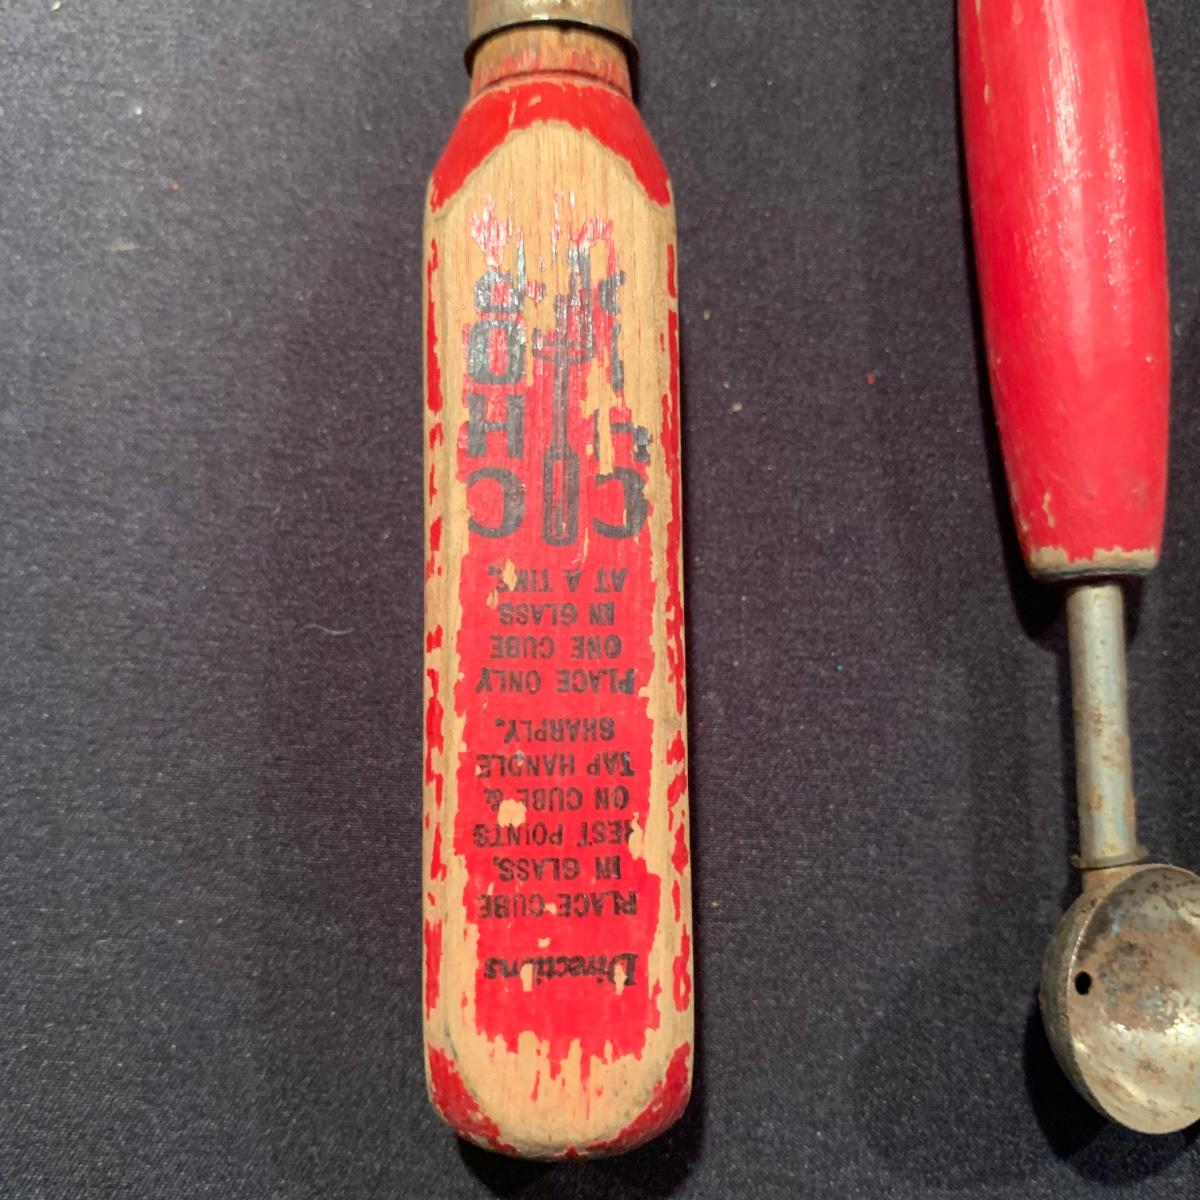 Directions
PLACE CUBE
IN GLASS,
REST POINTS
ON CUBE &
TAP HANDLE
SHARPLY.
PLACE ONLY
ONE CUBE
IN GLASS
AT A TIME.